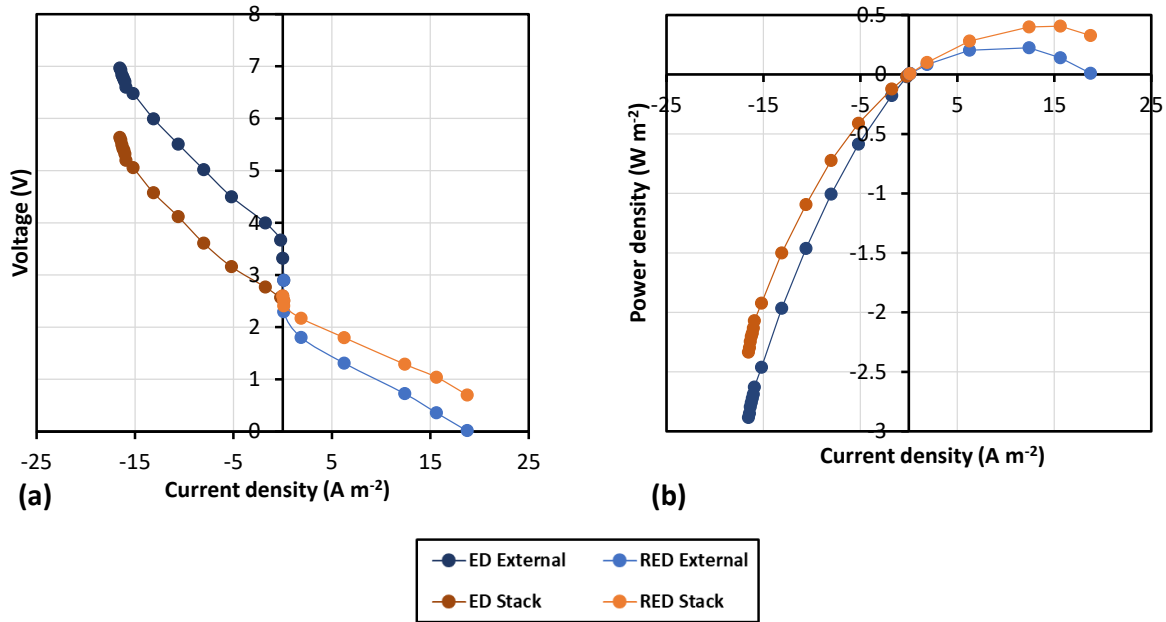 8
7
6
5
4
3
2
1
0
-25
-15
-5
5
15
25
Voltage (V)
Current density (A m⁻²)
(a)
0.5
0
-0.5
-1
-1.5
-2
-2.5
-3
-25
-15
-5
5
15
25
Power density (W m⁻²)
Current density (A m⁻²)
(b)
ED External
RED External
ED Stack
RED Stack